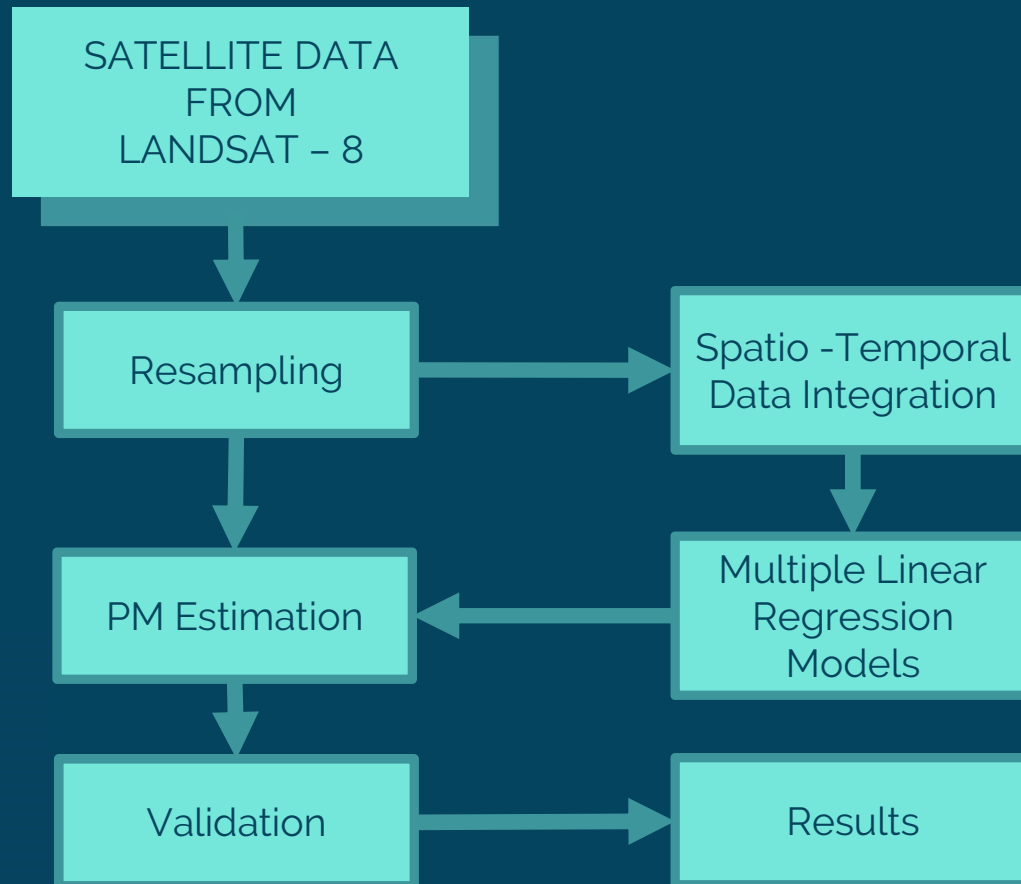 SATELLITE DATA
FROM
LANDSAT – 8
Resampling
Spatio -Temporal
Data Integration
PM Estimation
Multiple Linear
Regression
Models
Validation
Results